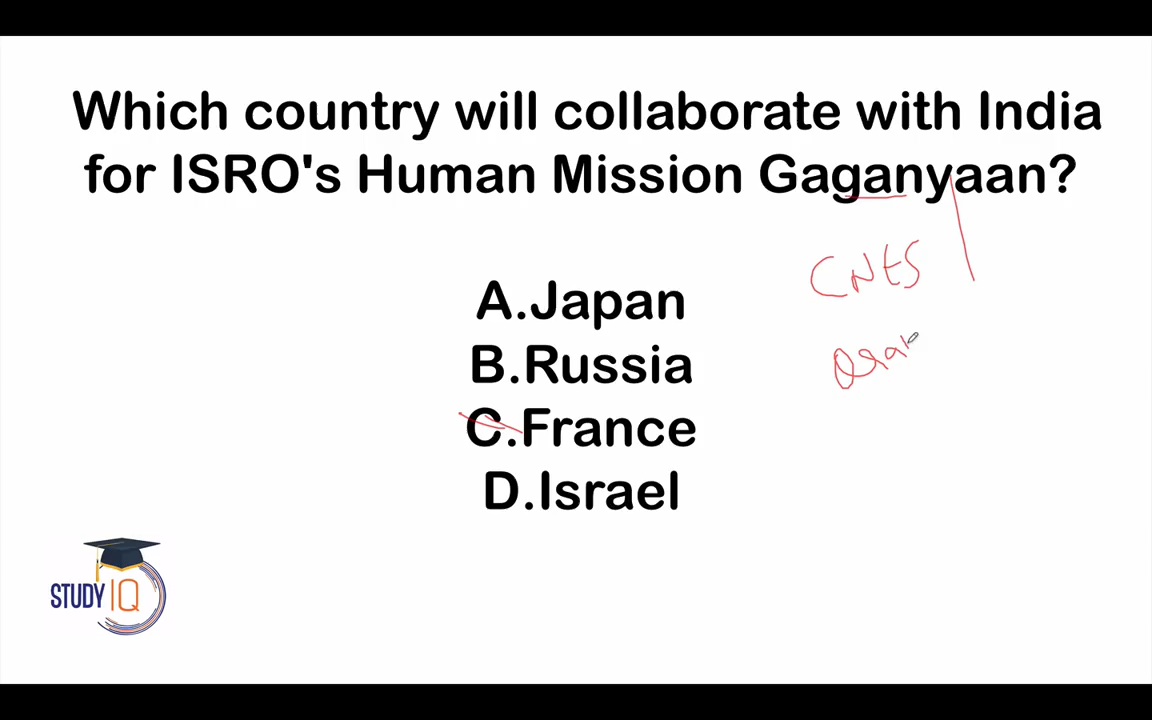 Which country will collaborate with India
for ISRO's Human Mission Gaganyaan?
CNES
A.Japan
B.Russia
C.France
D.Israel
STUDY IQ